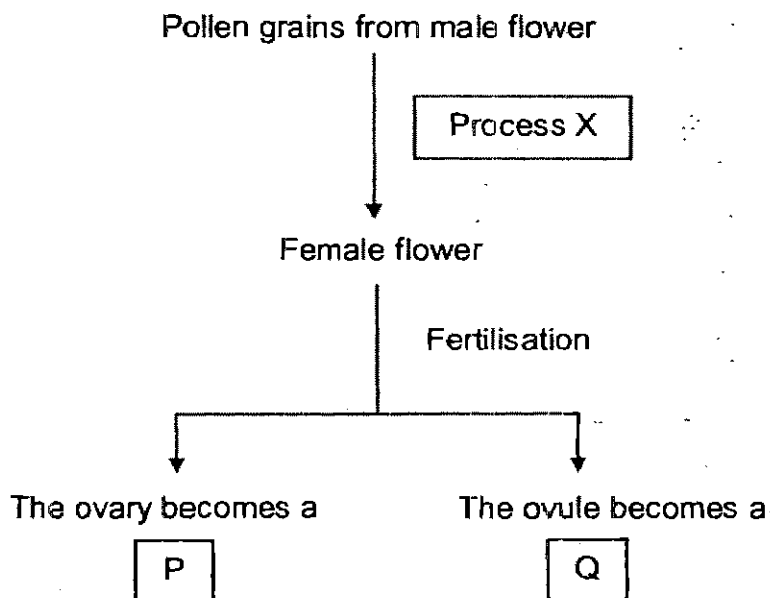 Pollen grains from male flower
Process X
Female flower
Fertilisation
The ovary becomes a
The ovule becomes a
P
Q